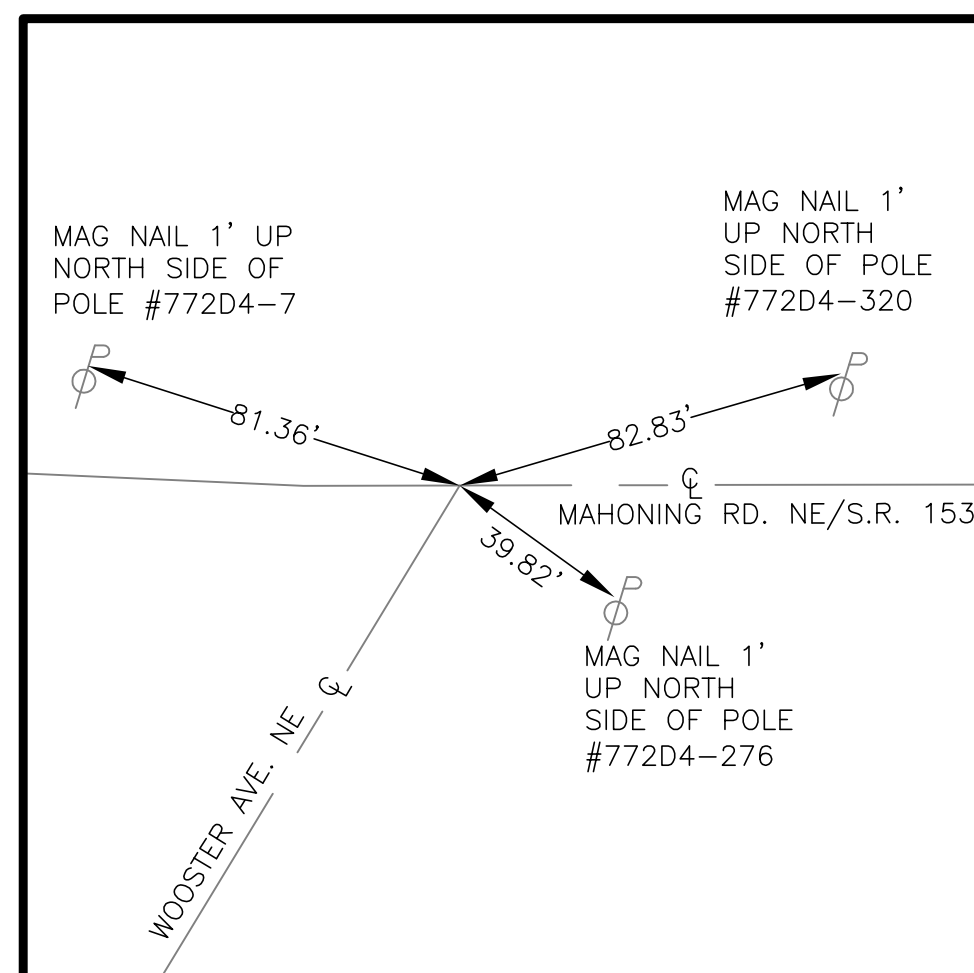 MAG NAIL 1' UP
NORTH SIDE OF
POLE #772D4-7
MAG NAIL 1'
UP NORTH
SIDE OF POLE
#772D4-320
P
P
81.36'
82.83'
℄
MAHONING RD. NE/S.R. 153
39.82'
P
MAG NAIL 1'
UP NORTH
SIDE OF POLE
#772D4-276
WOOSTER AVE. NE ℄